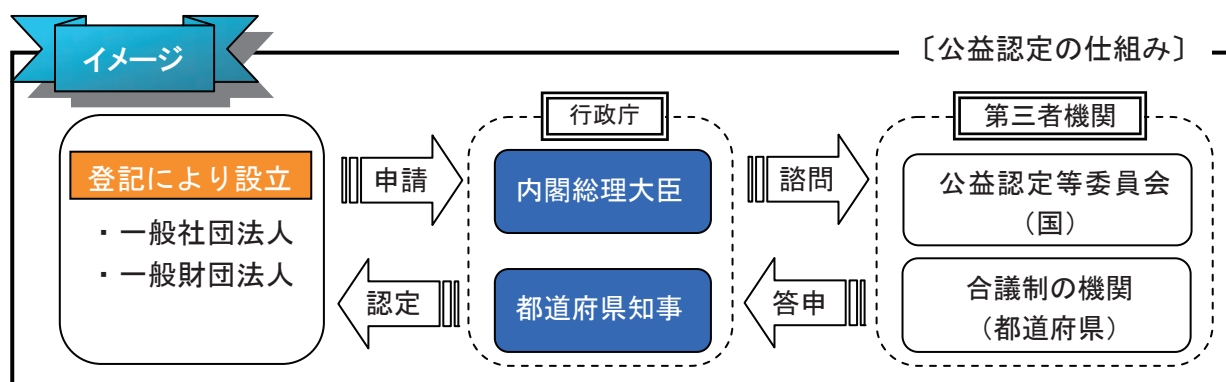 イメージ
〔公益認定の仕組み〕
登記により設立
・一般社団法人
・一般財団法人
申請
認定
行政庁
内閣総理大臣
都道府県知事
諮問
答申
第三者機関
公益認定等委員会
（国）
合議制の機関
（都道府県）